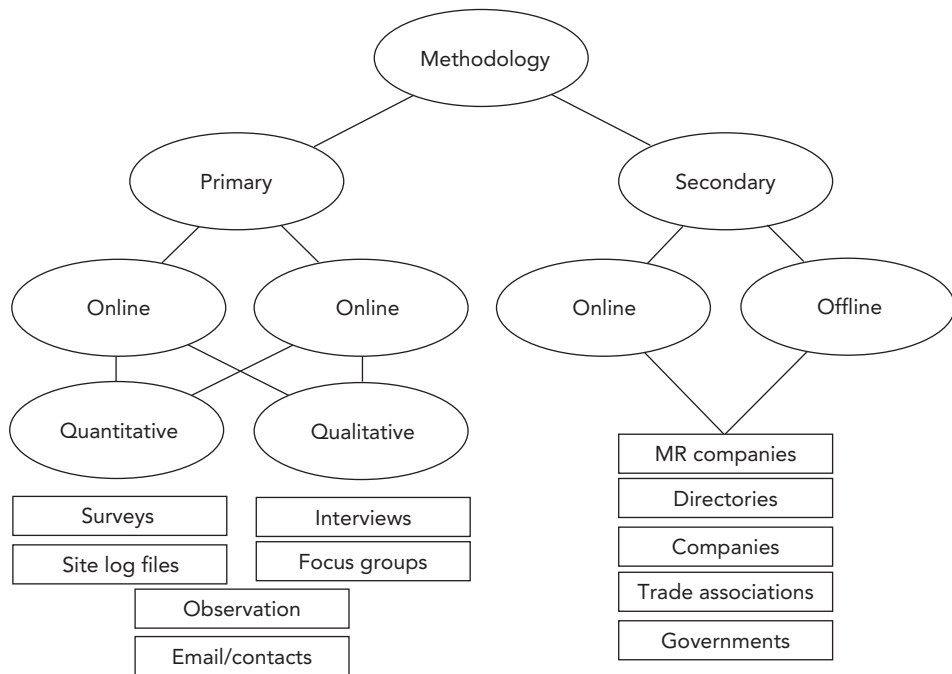 Methodology
Primary
Secondary
Online
Online
Online
Offline
Quantitative
Qualitative
MR companies
Directories
Surveys
Interviews
Companies
Site log files
Focus groups
Trade associations
Observation
Governments
Email/contacts